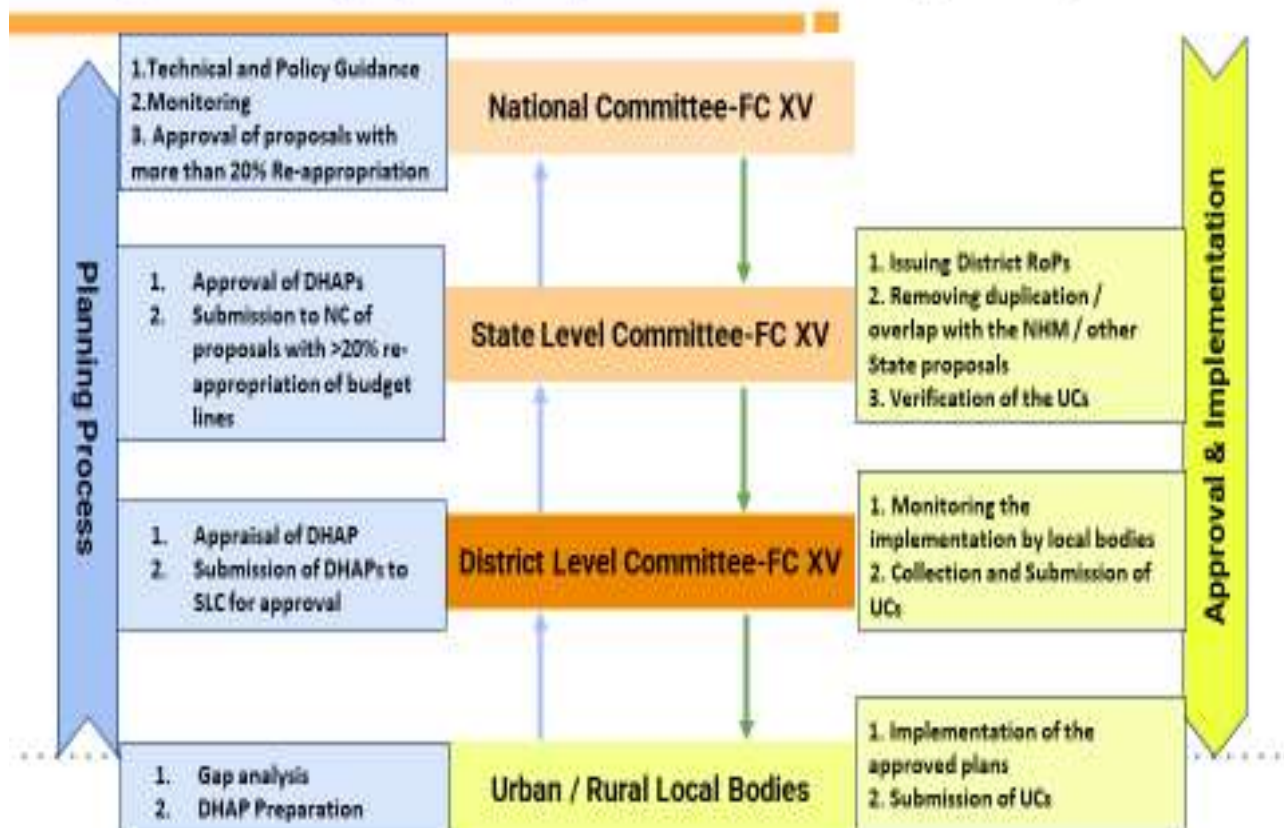 1.Technical and Policy Guidance
2.Monitoring
3. Approval of proposals with
more than 20% Re-appropriation
National Committee-FC XV
Planning Process
1. Approval of DHAPs
2. Submission to NC of
proposals with >20% re-
appropriation of budget
lines
State Level Committee-FC XV
1. Issuing District RoPs
2. Removing duplication /
overlap with the NHM / other
State proposals
3. Verification of the UCs
Approval & Implementation
1. Appraisal of DHAP
2. Submission of DHAPs to
SLC for approval
District Level Committee-FC XV
1. Monitoring the
implementation by local bodies
2. Collection and Submission of
UCs
1. Gap analysis
2. DHAP Preparation
Urban / Rural Local Bodies
1. Implementation of the
approved plans
2. Submission of UCs